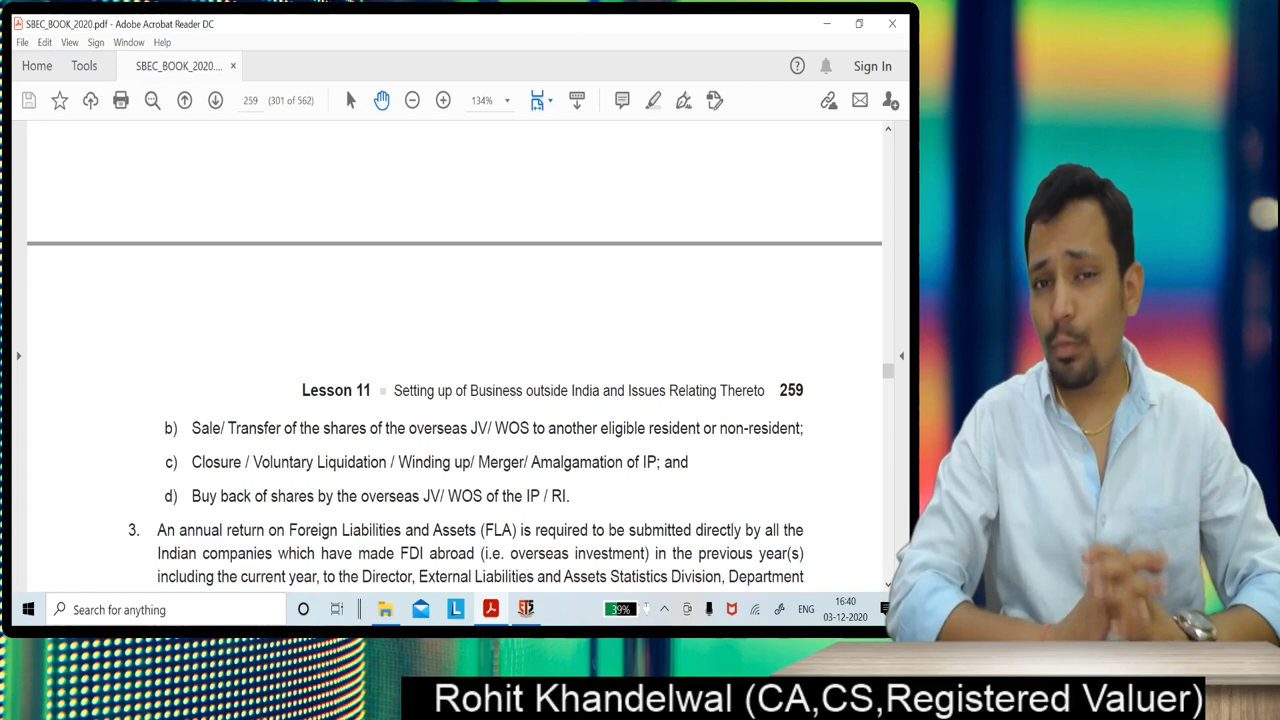 SBEC_BOOK_2020.pdf - Adobe Acrobat Reader DC
File Edit View Sign Window Help
Home Tools SBEC_BOOK_2020.... × Sign In
259 (301 of 562) 134%
Lesson 11 ■ Setting up of Business outside India and Issues Relating Thereto 259
b) Sale/ Transfer of the shares of the overseas JV/ WOS to another eligible resident or non-resident;
c) Closure / Voluntary Liquidation / Winding up/ Merger/ Amalgamation of IP; and
d) Buy back of shares by the overseas JV/ WOS of the IP / RI.
3. An annual return on Foreign Liabilities and Assets (FLA) is required to be submitted directly by all the
Indian companies which have made FDI abroad (i.e. overseas investment) in the previous year(s)
including the current year, to the Director, External Liabilities and Assets Statistics Division, Department
Search for anything 39% ENG 16:40
03-12-2020
Rohit Khandelwal (CA,CS,Registered Valuer)